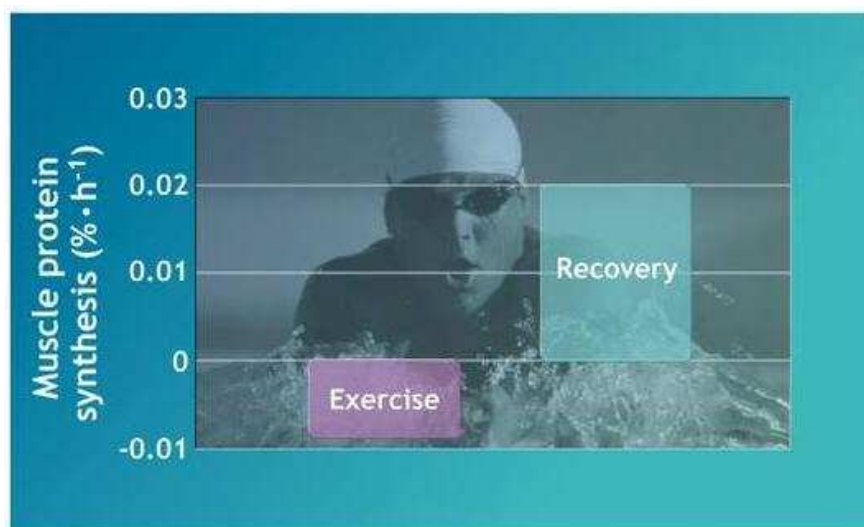 Muscle protein
synthesis (%·h⁻¹)
0.03
0.02
0.01
0
-0.01
Recovery
Exercise